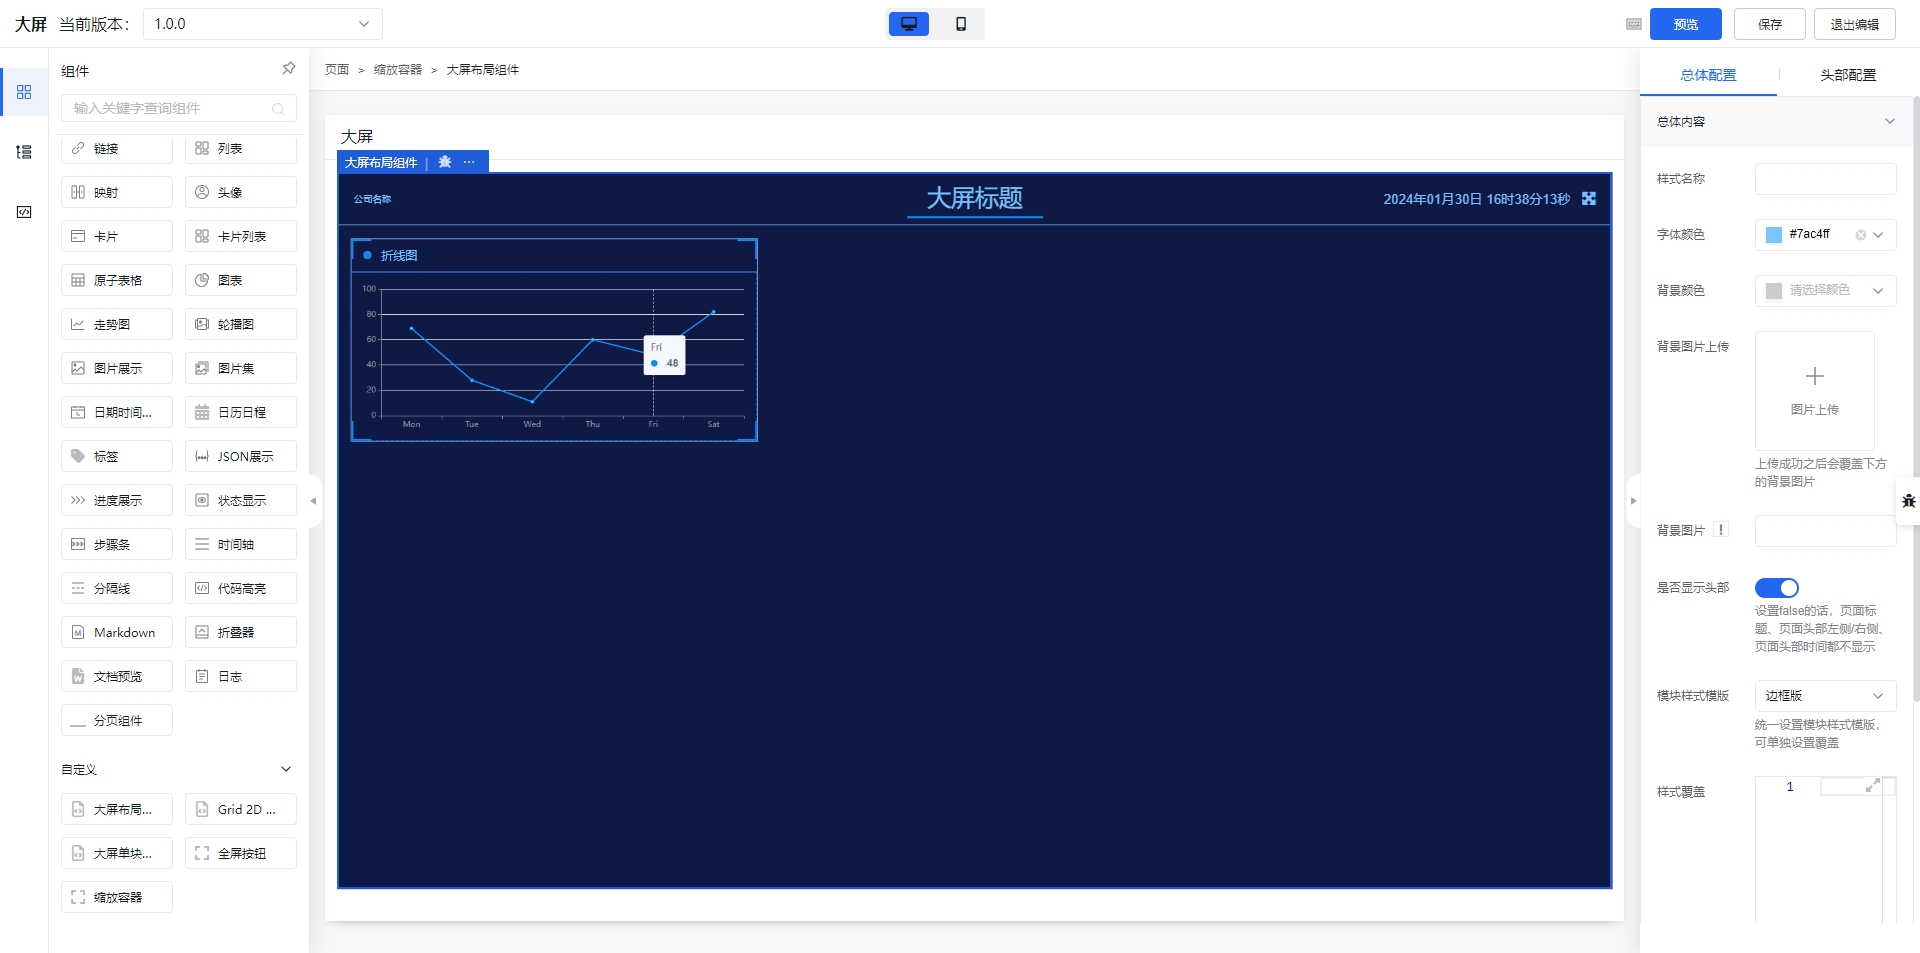 大屏 当前版本： 1.0.0
预览 保存 退出编辑
组件
输入关键字查询组件
链接 列表
映射 头像
卡片 卡片列表
原子表格 图表
走势图 轮播图
图片展示 图片集
日期时间... 日历日程
标签 JSON展示
进度展示 状态显示
步骤条 时间轴
分隔线 代码高亮
Markdown 折叠器
文档预览 日志
分页组件
自定义
大屏布局... Grid 2D ...
大屏单块... 全屏按钮
缩放容器
页面 > 缩放容器 > 大屏布局组件
大屏
大屏布局组件 | ...
公司名称
大屏标题
2024年01月30日 16时38分13秒
折线图
100
80
60
40
20
0
Mon Tue Wed Thu Fri Sat
Fri
48
总体配置 头部配置
总体内容
样式名称
字体颜色 #7ac4ff
背景颜色 请选择颜色
背景图片上传
图片上传
上传成功之后会覆盖下方
的背景图片
背景图片 !
是否显示头部
设置false的话，页面标
题、页面头部左侧/右侧、
页面头部时间都不显示
模块样式模版 边框版
统一设置模块样式模版，
可单独设置覆盖
样式覆盖 1